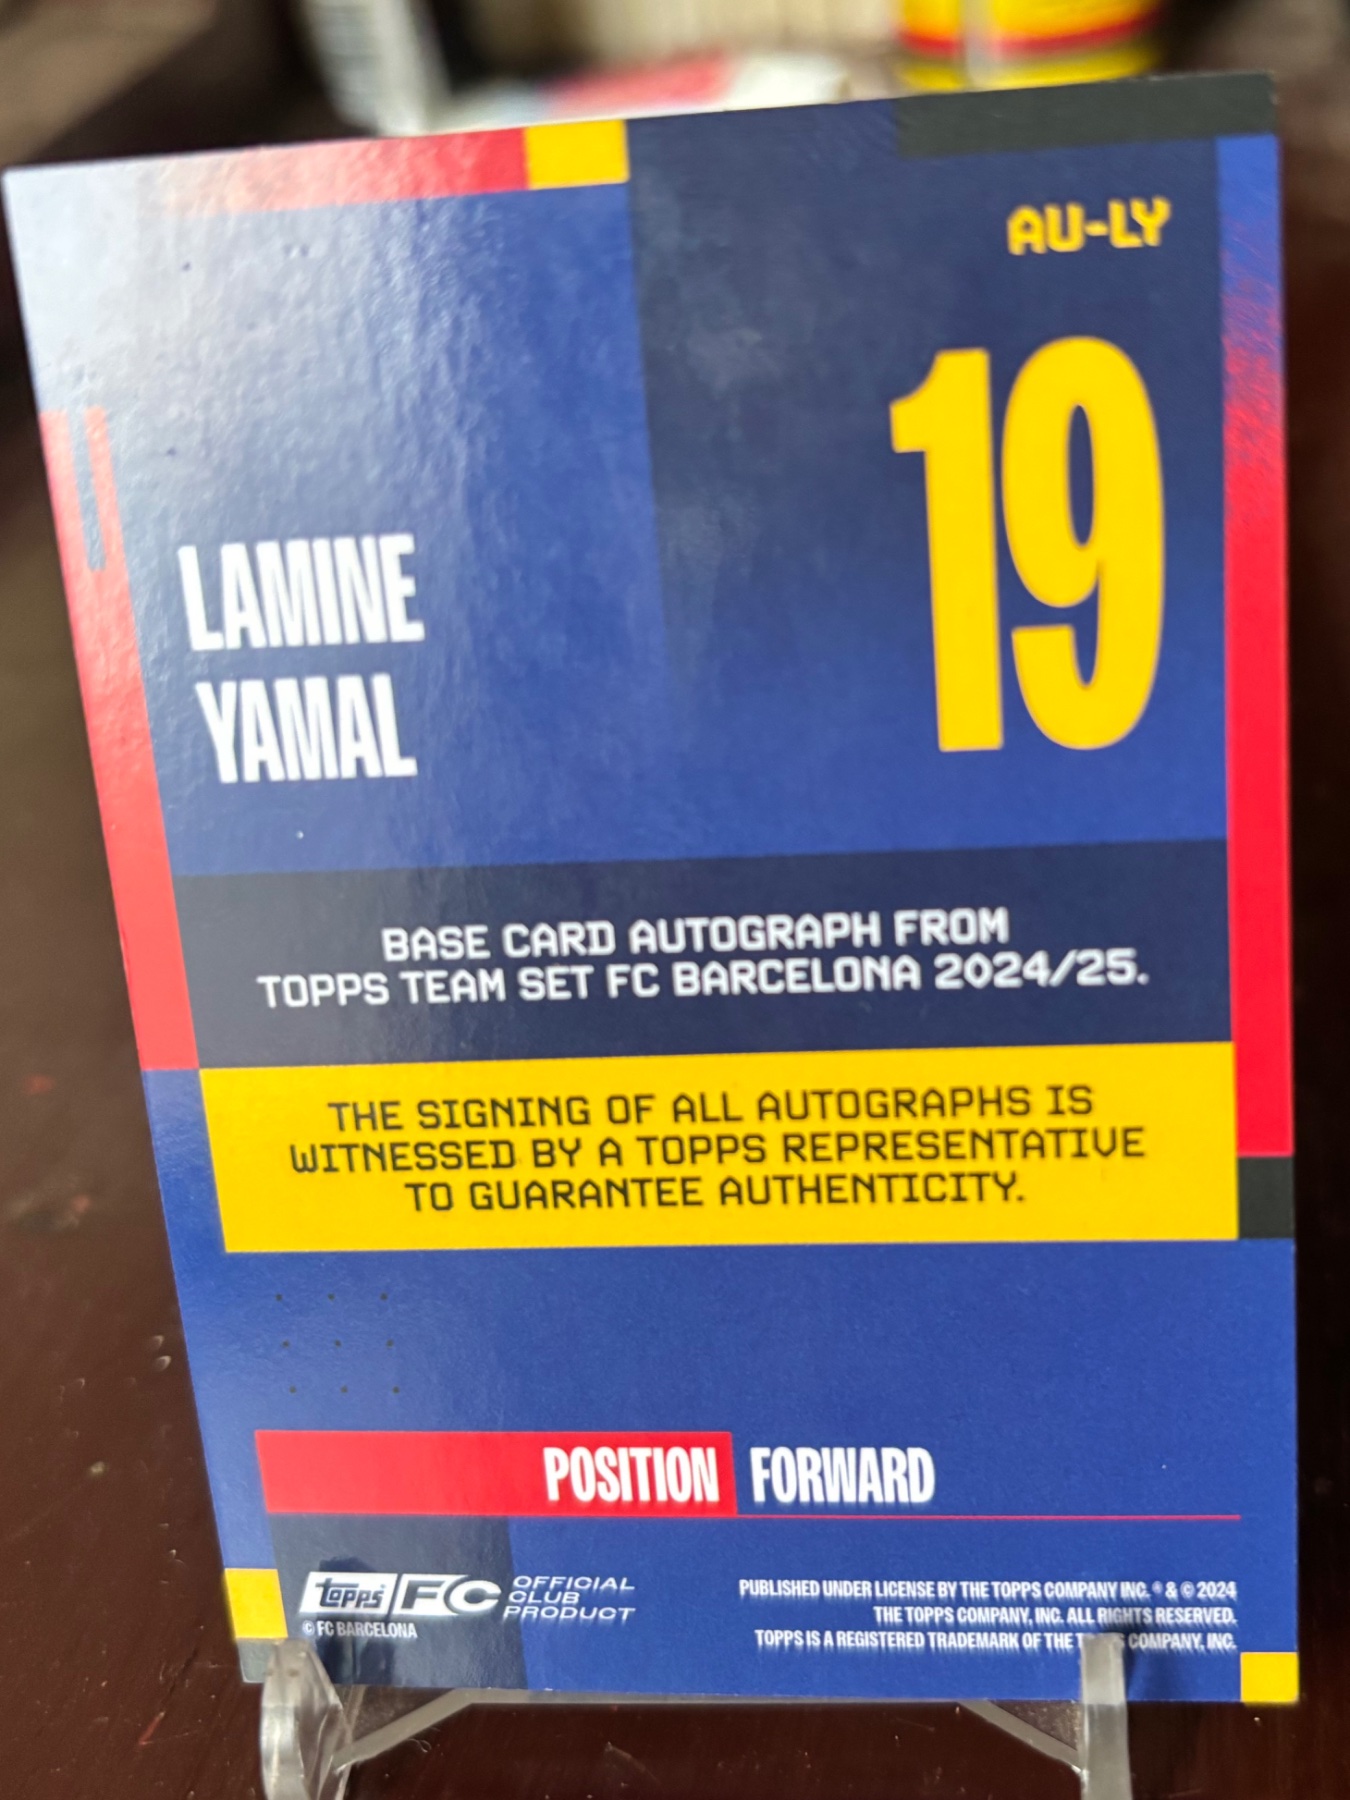 AU-LY
19
LAMINE
YAMAL
BASE CARD AUTOGRAPH FROM
TOPPS TEAM SET FC BARCELONA 2024/25.
THE SIGNING OF ALL AUTOGRAPHS IS
WITNESSED BY A TOPPS REPRESENTATIVE
TO GUARANTEE AUTHENTICITY.
POSITION FORWARD
topps FC OFFICIAL
CLUB
PRODUCT
© FC BARCELONA
PUBLISHED UNDER LICENSE BY THE TOPPS COMPANY INC. ® & © 2024
THE TOPPS COMPANY, INC. ALL RIGHTS RESERVED.
TOPPS IS A REGISTERED TRADEMARK OF THE COMPANY, INC.